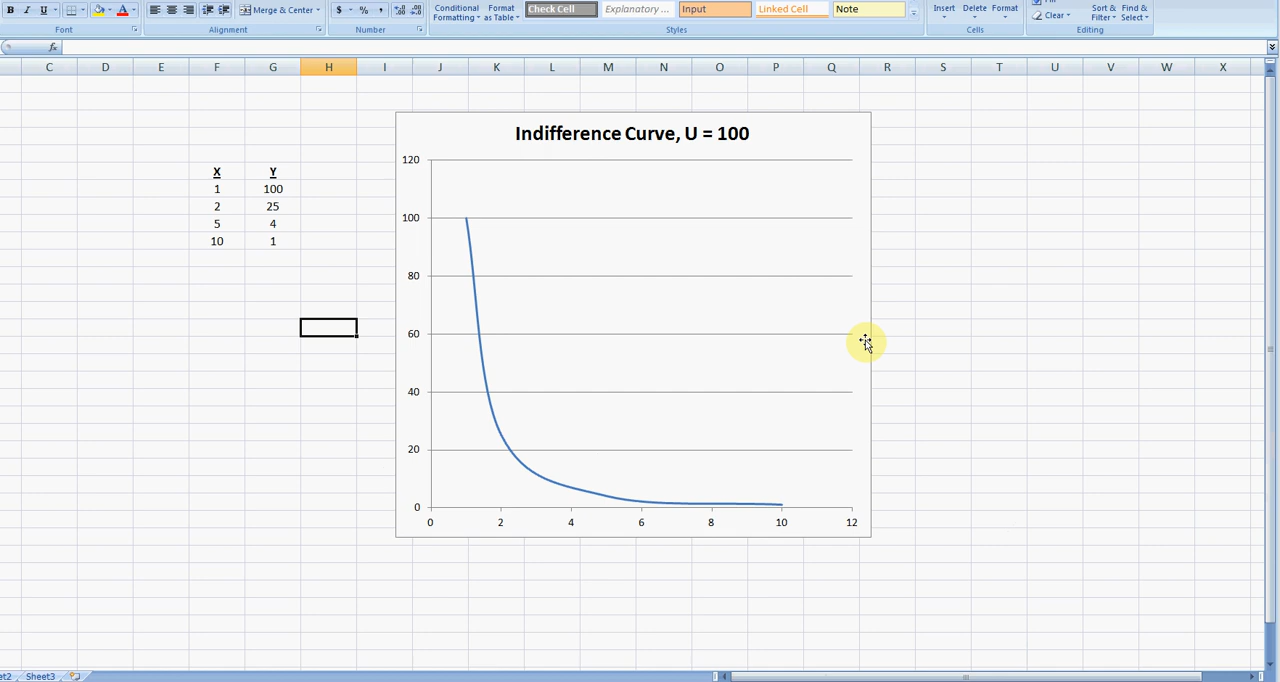 B I U A Merge & Center $ % , .00 Conditional Formatting Format as Table Check Cell Explanatory ... Input Linked Cell Note Insert Delete Format Clear Sort & Filter Find & Select
Font Alignment Number Styles Cells Editing
fx
C D E F G H I J K L M N O P Q R S T U V W X
Indifference Curve, U = 100
X Y
1 100
2 25
5 4
10 1
120
100
80
60
40
20
0
0 2 4 6 8 10 12
Sheet3